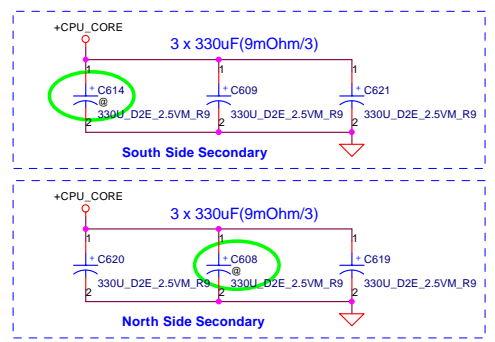 +CPU_CORE
3 x 330uF(9mOhm/3)
1 1 1
+ C614 + C609 + C621
@
330U_D2E_2.5VM_R9 330U_D2E_2.5VM_R9 330U_D2E_2.5VM_R9
2 2 2
South Side Secondary
+CPU_CORE
3 x 330uF(9mOhm/3)
1 1 1
+ C620 + C608 + C619
@
330U_D2E_2.5VM_R9 330U_D2E_2.5VM_R9 330U_D2E_2.5VM_R9
2 2 2
North Side Secondary